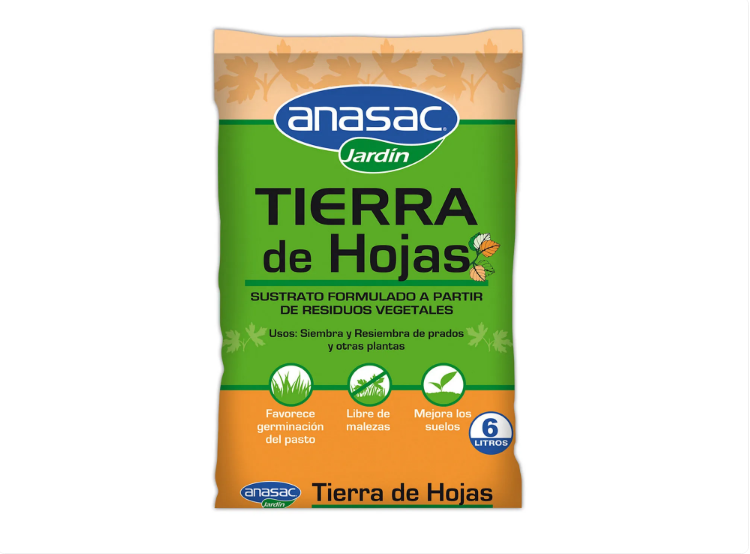 anasac
Jardín
TIERRA
de Hojas
SUSTRATO FORMULADO A PARTIR
DE RESIDUOS VEGETALES
Usos: Siembra y Resiembra de prados
y otras plantas
Favorece
germinación
del pasto
Libre de
malezas
Mejora los
suelos
6
LITROS
anasac
Jardín
Tierra de Hojas